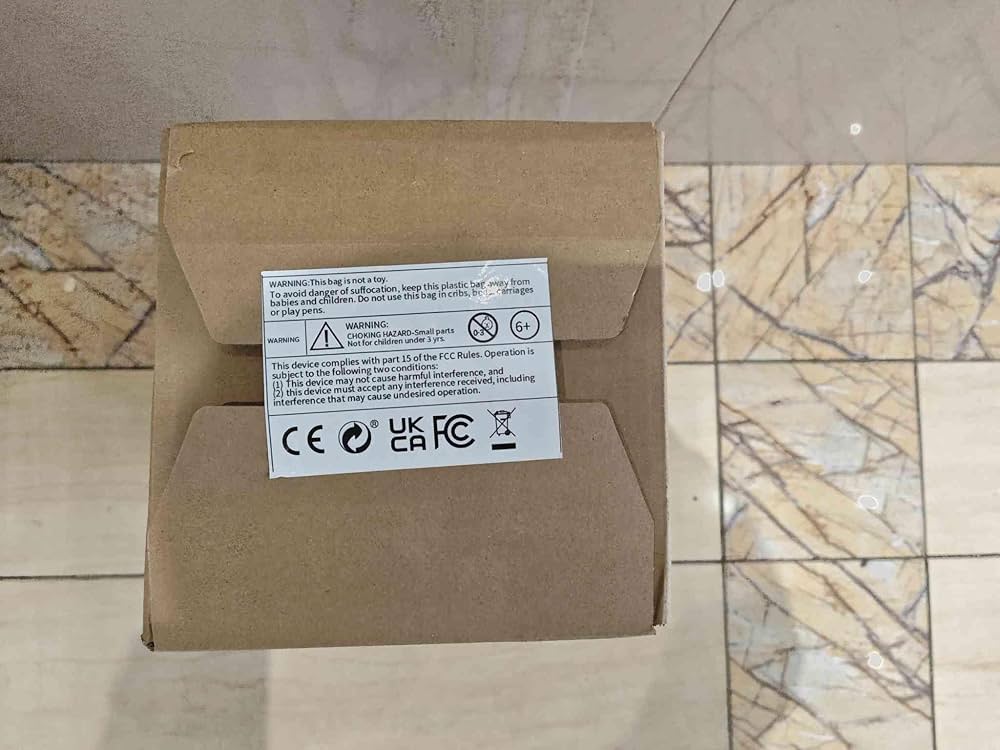 WARNING:This bag is not a toy.
To avoid danger of suffocation, keep this plastic bag away from
babies and children. Do not use this bag in cribs, beds, carriages
or play pens.
WARNING
WARNING:
CHOKING HAZARD-Small parts
Not for children under 3 yrs.
0-3
6+
This device complies with part 15 of the FCC Rules. Operation is
subject to the following two conditions:
(1) This device may not cause harmful interference, and
(2) this device must accept any interference received, including
interference that may cause undesired operation.
CE ® UK CA FC